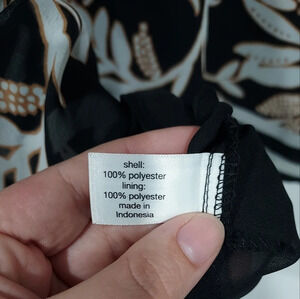 shell:
100% polyester
lining:
100% polyester
made in
Indonesia